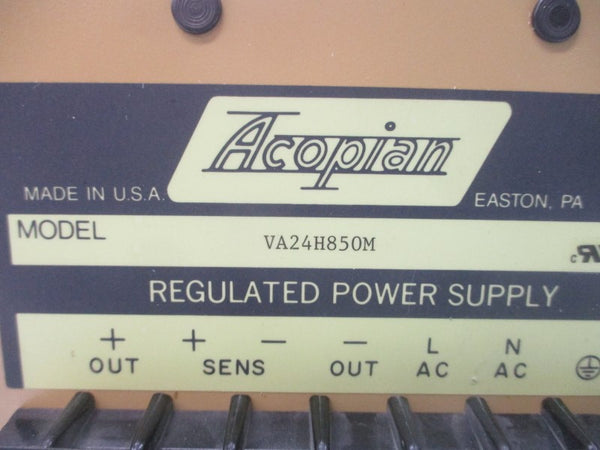 Acopian
MADE IN U.S.A.
EASTON, PA
MODEL VA24H850M
REGULATED POWER SUPPLY
+ + - - L N
OUT SENS OUT AC AC